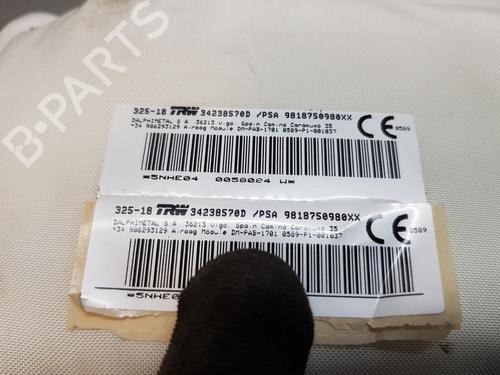 B-PARTS
325-18 TRW 34238570D /PSA 9818750980XX
DALPHIMETAL S A 36213 Vigo, Spain Camino Caramuxo 35
+34 986293129 Airbag Module DM-PAB-1701 0589-P1-001037
CE
0589
*5NWE04 0058024 W*
325-18 TRW 34238570D /PSA 9818750980XX
DALPHIMETAL S A 36213 Vigo, Spain Camino Caramuxo 35
+34 986293129 Airbag Module DM-PAB-1701 0589-P1-001037
CE
0589